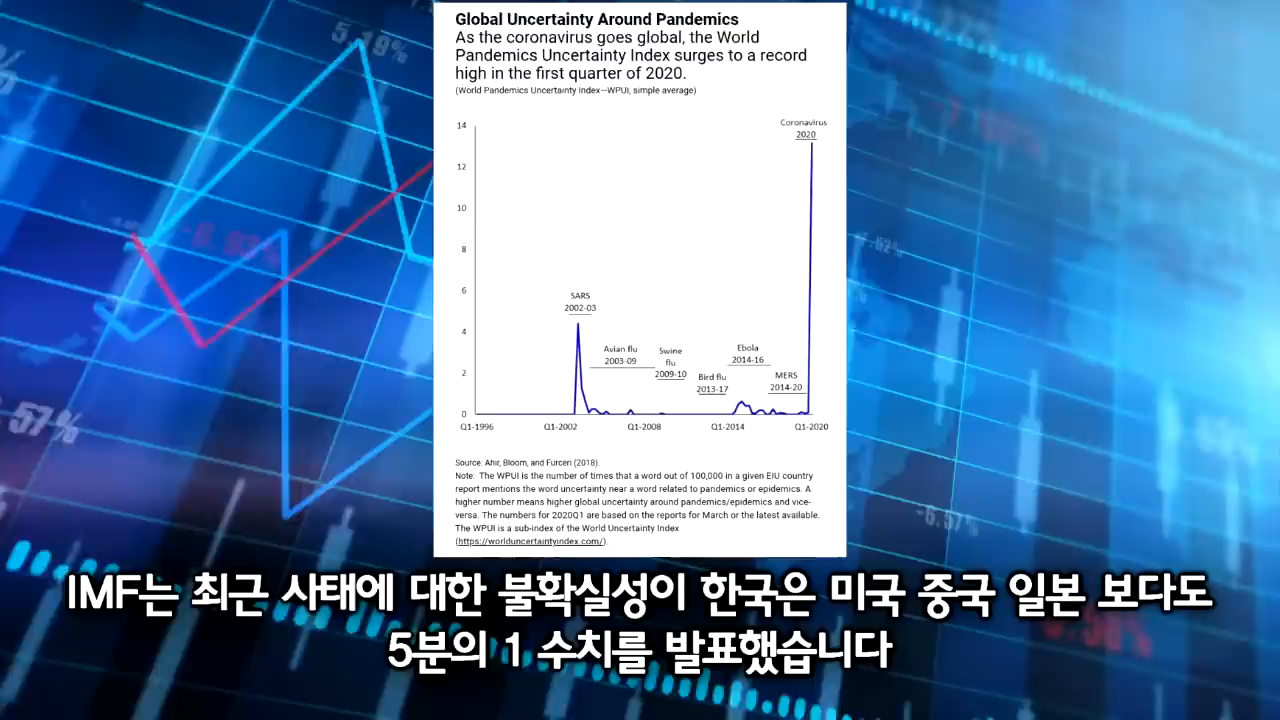 Global Uncertainty Around Pandemics
As the coronavirus goes global, the World
Pandemics Uncertainty Index surges to a record
high in the first quarter of 2020.
(World Pandemics Uncertainty Index—WPUI, simple average)
Coronavirus
2020
14
12
10
8
6
4
2
0
SARS
2002-03
Avian flu
2003-09
Swine
flu
2009-10
Bird flu
2013-17
Ebola
2014-16
MERS
2014-20
Q1-1996 Q1-2002 Q1-2008 Q1-2014 Q1-2020
Source: Ahir, Bloom, and Furceri (2018).
Note: The WPUI is the number of times that a word out of 100,000 in a given EIU country
report mentions the word uncertainty near a word related to pandemics or epidemics. A
higher number means higher global uncertainty around pandemics/epidemics and vice-
versa. The numbers for 2020Q1 are based on the reports for March or the latest available.
The WPUI is a sub-index of the World Uncertainty Index
(https://worlduncertaintyindex.com/).
5.19%
-6.93%
.57%
-6.57%
IMF는 최근 사태에 대한 불확실성이 한국은 미국 중국 일본 보다도
5분의 1 수치를 발표했습니다